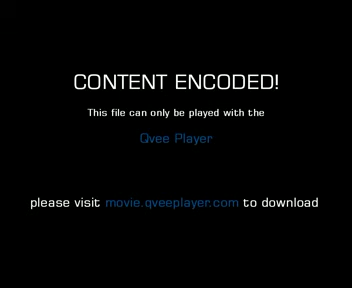 CONTENT ENCODED!
This file can only be played with the
Qvee Player
please visit movie.qveeplayer.com to download